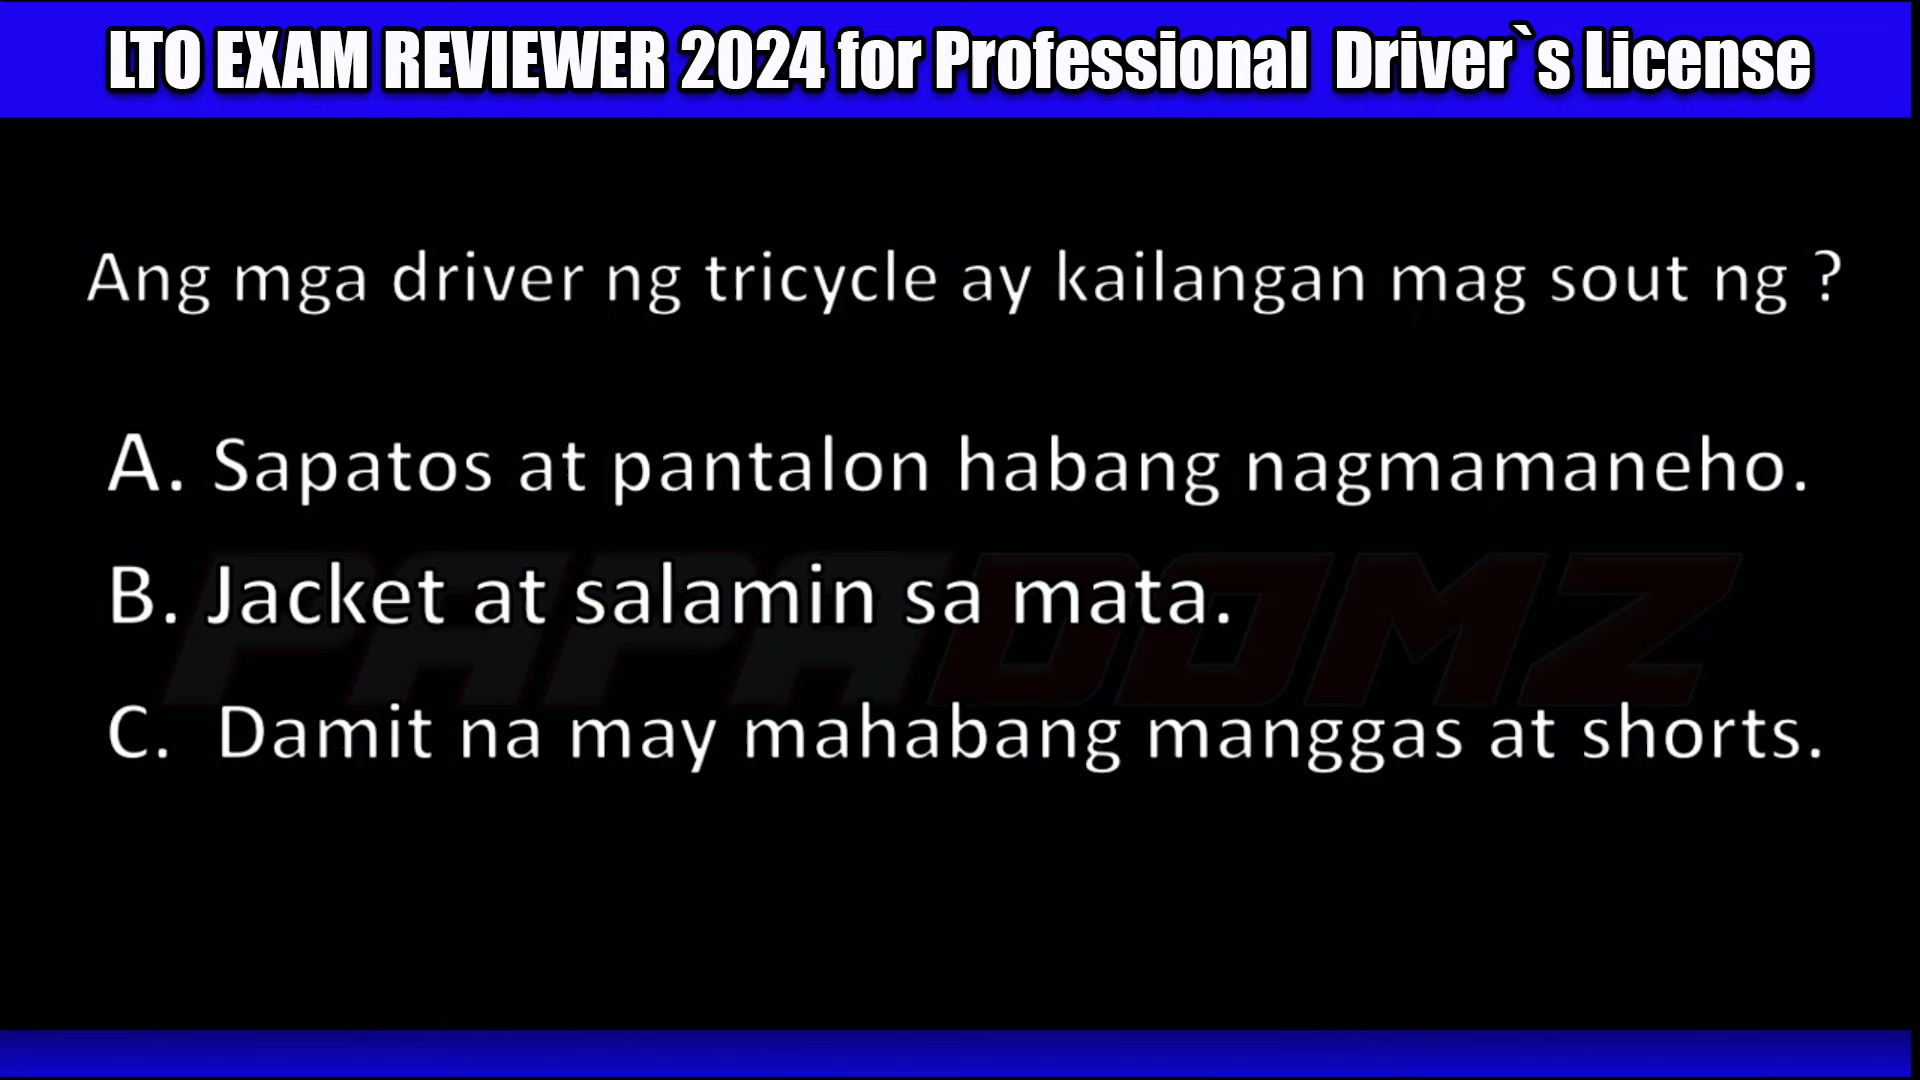 LTO EXAM REVIEWER 2024 for Professional Driver`s License
Ang mga driver ng tricycle ay kailangan mag sout ng ?
A. Sapatos at pantalon habang nagmamaneho.
B. Jacket at salamin sa mata.
C. Damit na may mahabang manggas at shorts.
PAPADOMZ